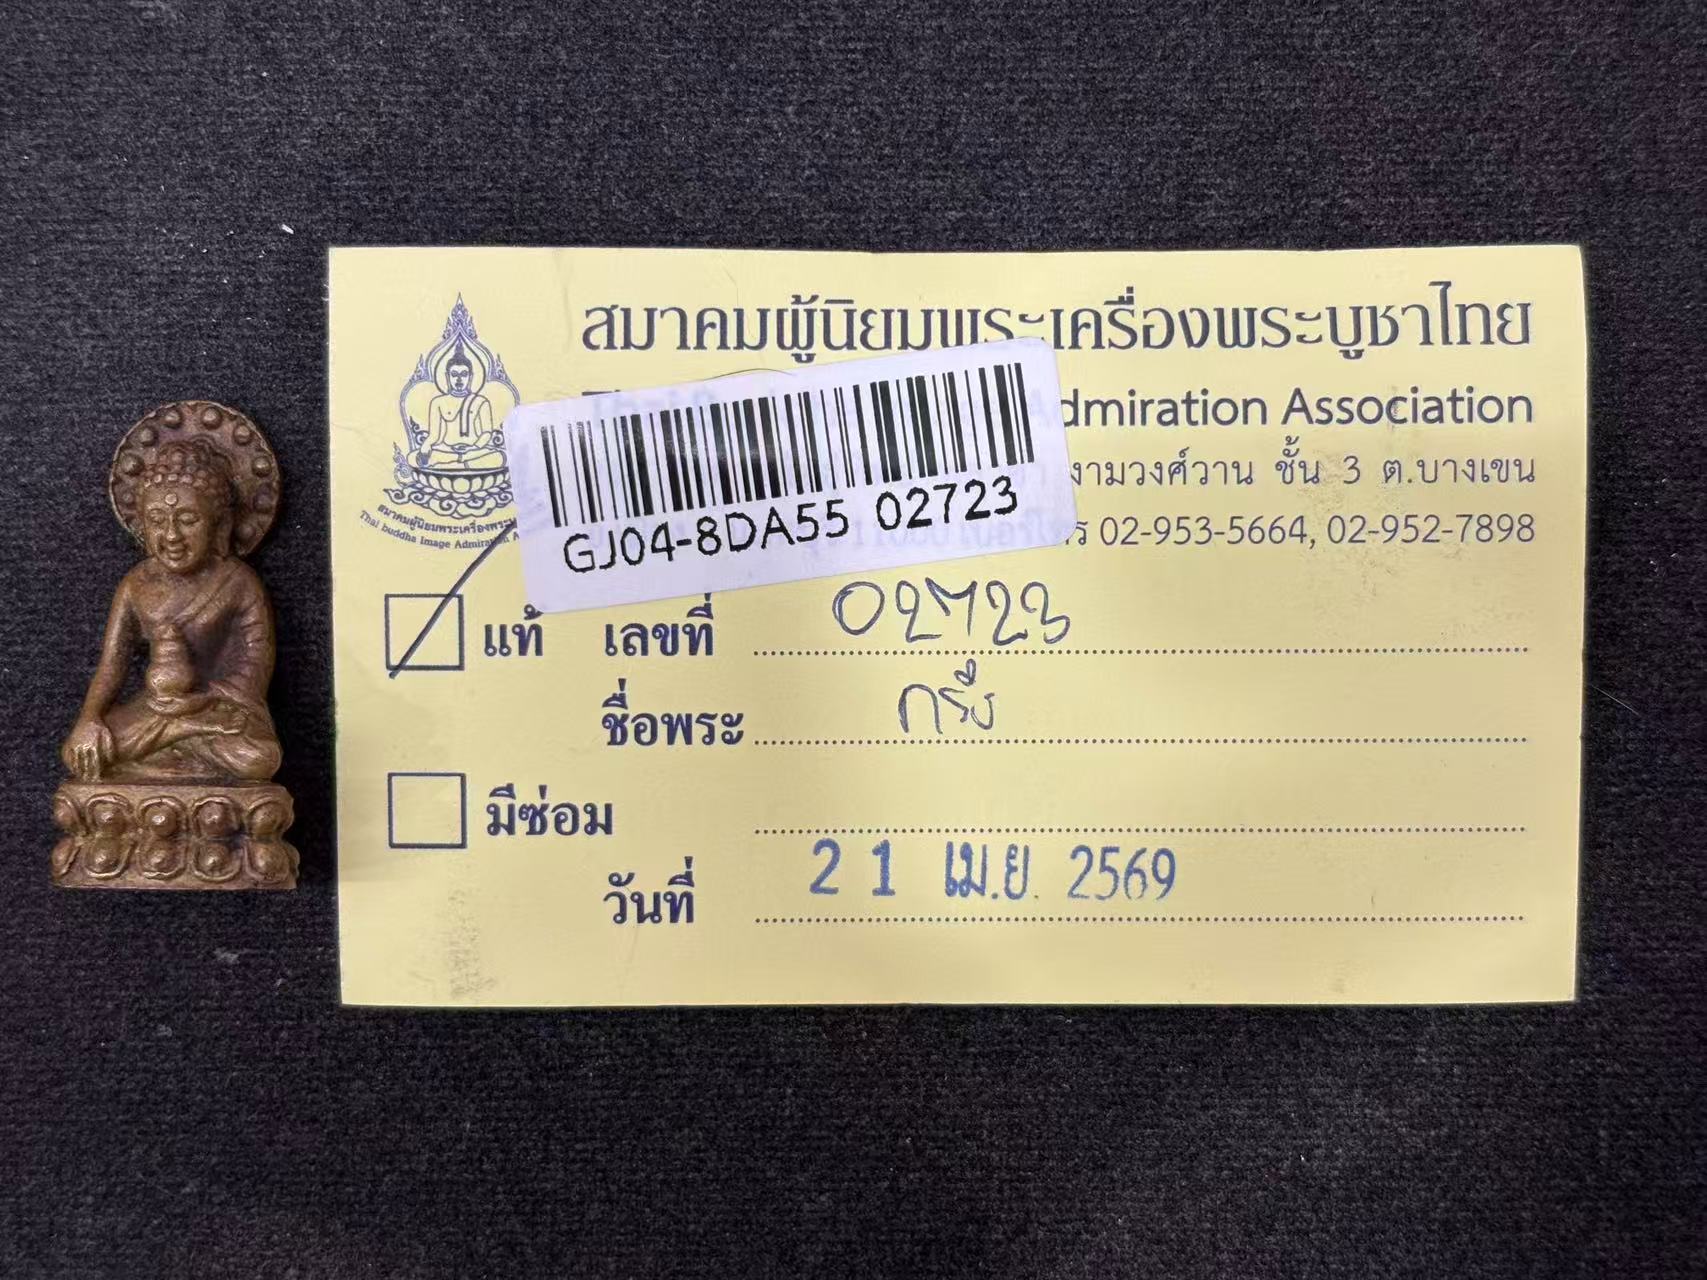 สมาคมผู้นิยมพระเครื่องพระบูชาไทย
dmiration Association
งามวงศ์วาน ชั้น 3 ต.บางเขน
02-953-5664, 02-952-7898
GJ04-8DA55 02723
แท้ เลขที่ 02723
ชื่อพระ กริ่ง
มีซ่อม
วันที่ 21 เม.ย. 2569